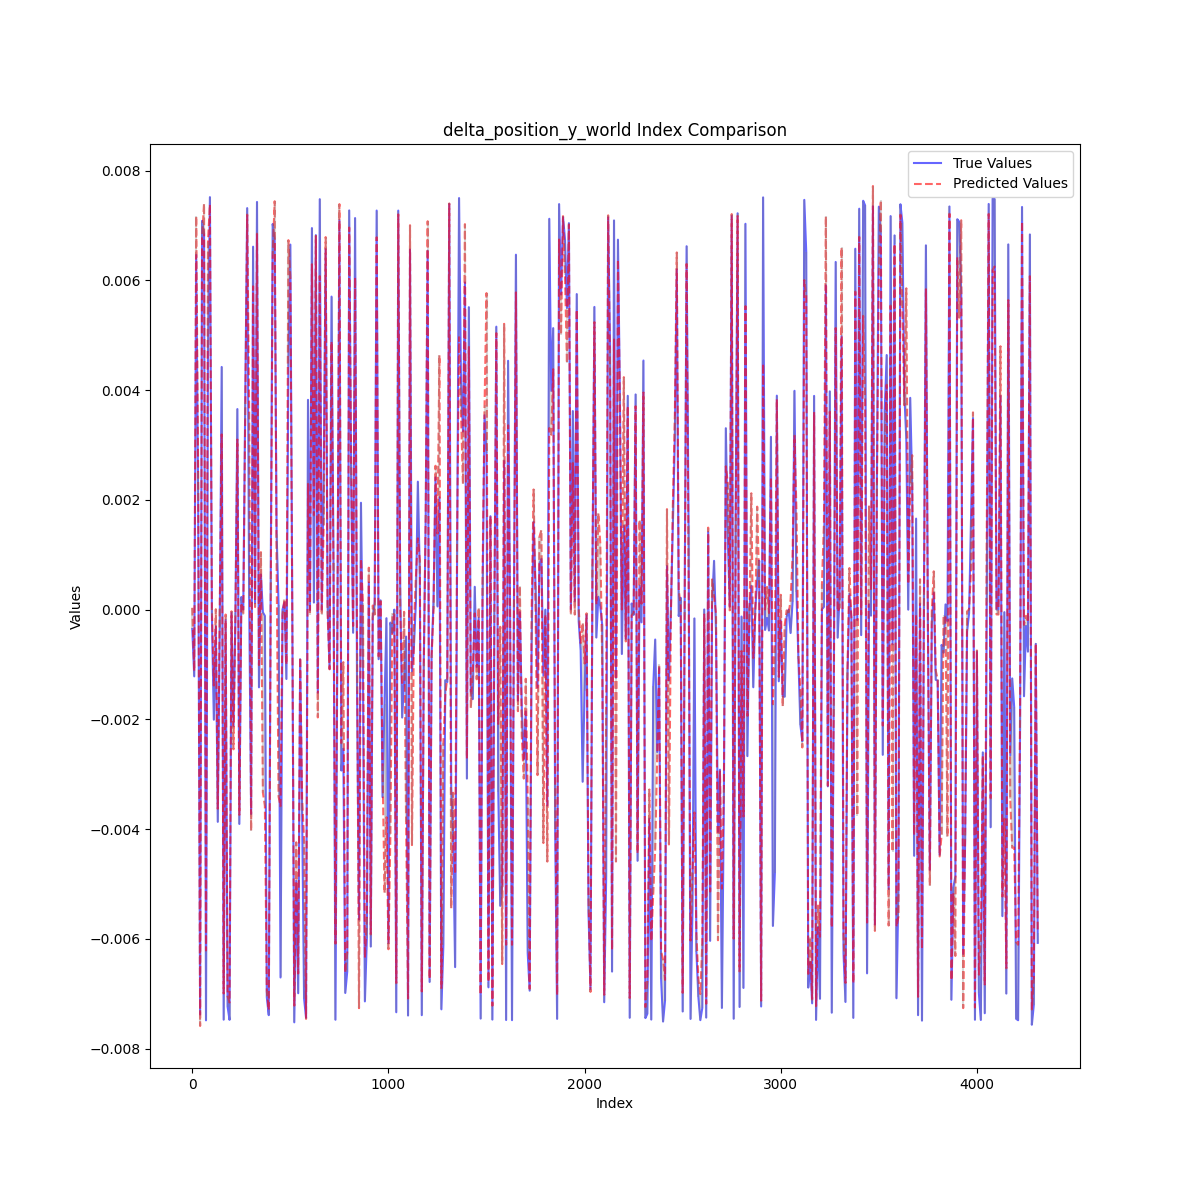 delta_position_y_world Index Comparison
True Values
Predicted Values
0.008
0.006
0.004
0.002
0.000
−0.002
−0.004
−0.006
−0.008
Values
0 1000 2000 3000 4000
Index